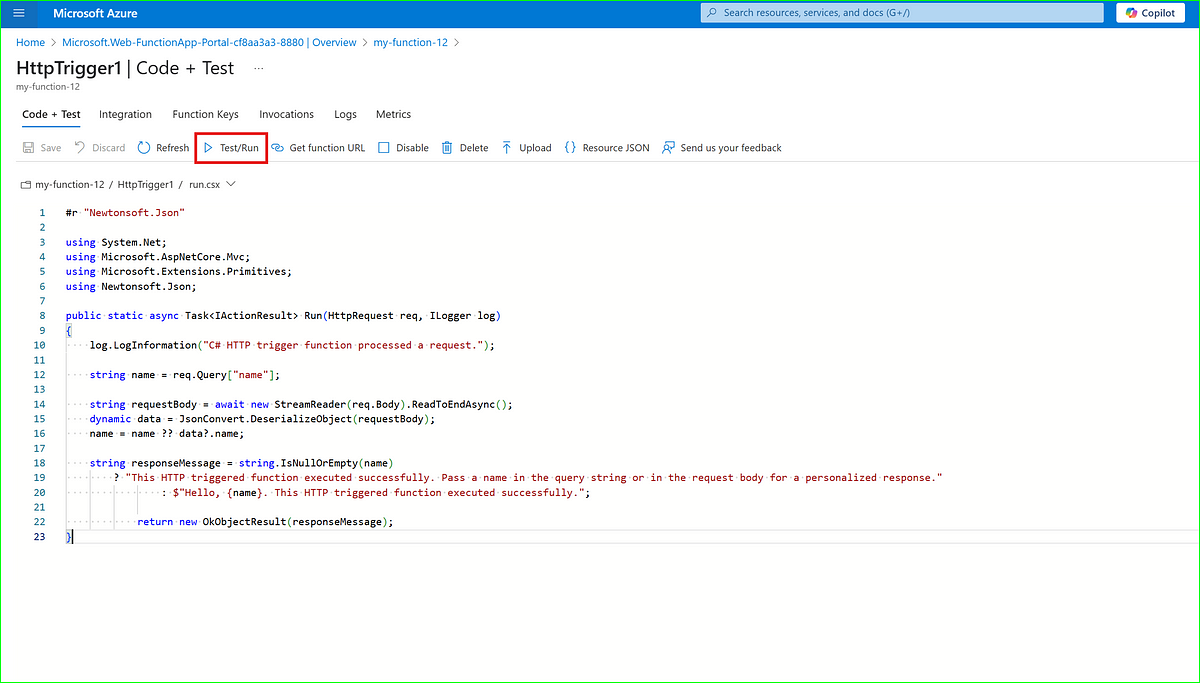 Microsoft Azure
Search resources, services, and docs (G+/)
Copilot
Home > Microsoft.Web-FunctionApp-Portal-cf8aa3a3-8880 | Overview > my-function-12 >
HttpTrigger1 | Code + Test ...
my-function-12
Code + Test Integration Function Keys Invocations Logs Metrics
Save Discard Refresh Test/Run Get function URL Disable Delete Upload Resource JSON Send us your feedback
my-function-12 / HttpTrigger1 / run.csx
1 #r "Newtonsoft.Json"
2
3 using System.Net;
4 using Microsoft.AspNetCore.Mvc;
5 using Microsoft.Extensions.Primitives;
6 using Newtonsoft.Json;
7
8 public static async Task<IActionResult> Run(HttpRequest req, ILogger log)
9 {
10     log.LogInformation("C# HTTP trigger function processed a request.");
11
12     string name = req.Query["name"];
13
14     string requestBody = await new StreamReader(req.Body).ReadToEndAsync();
15     dynamic data = JsonConvert.DeserializeObject(requestBody);
16     name = name ?? data?.name;
17
18     string responseMessage = string.IsNullOrEmpty(name)
19         ? "This HTTP triggered function executed successfully. Pass a name in the query string or in the request body for a personalized response."
20                 : $"Hello, {name}. This HTTP triggered function executed successfully.";
21
22             return new OkObjectResult(responseMessage);
23 }